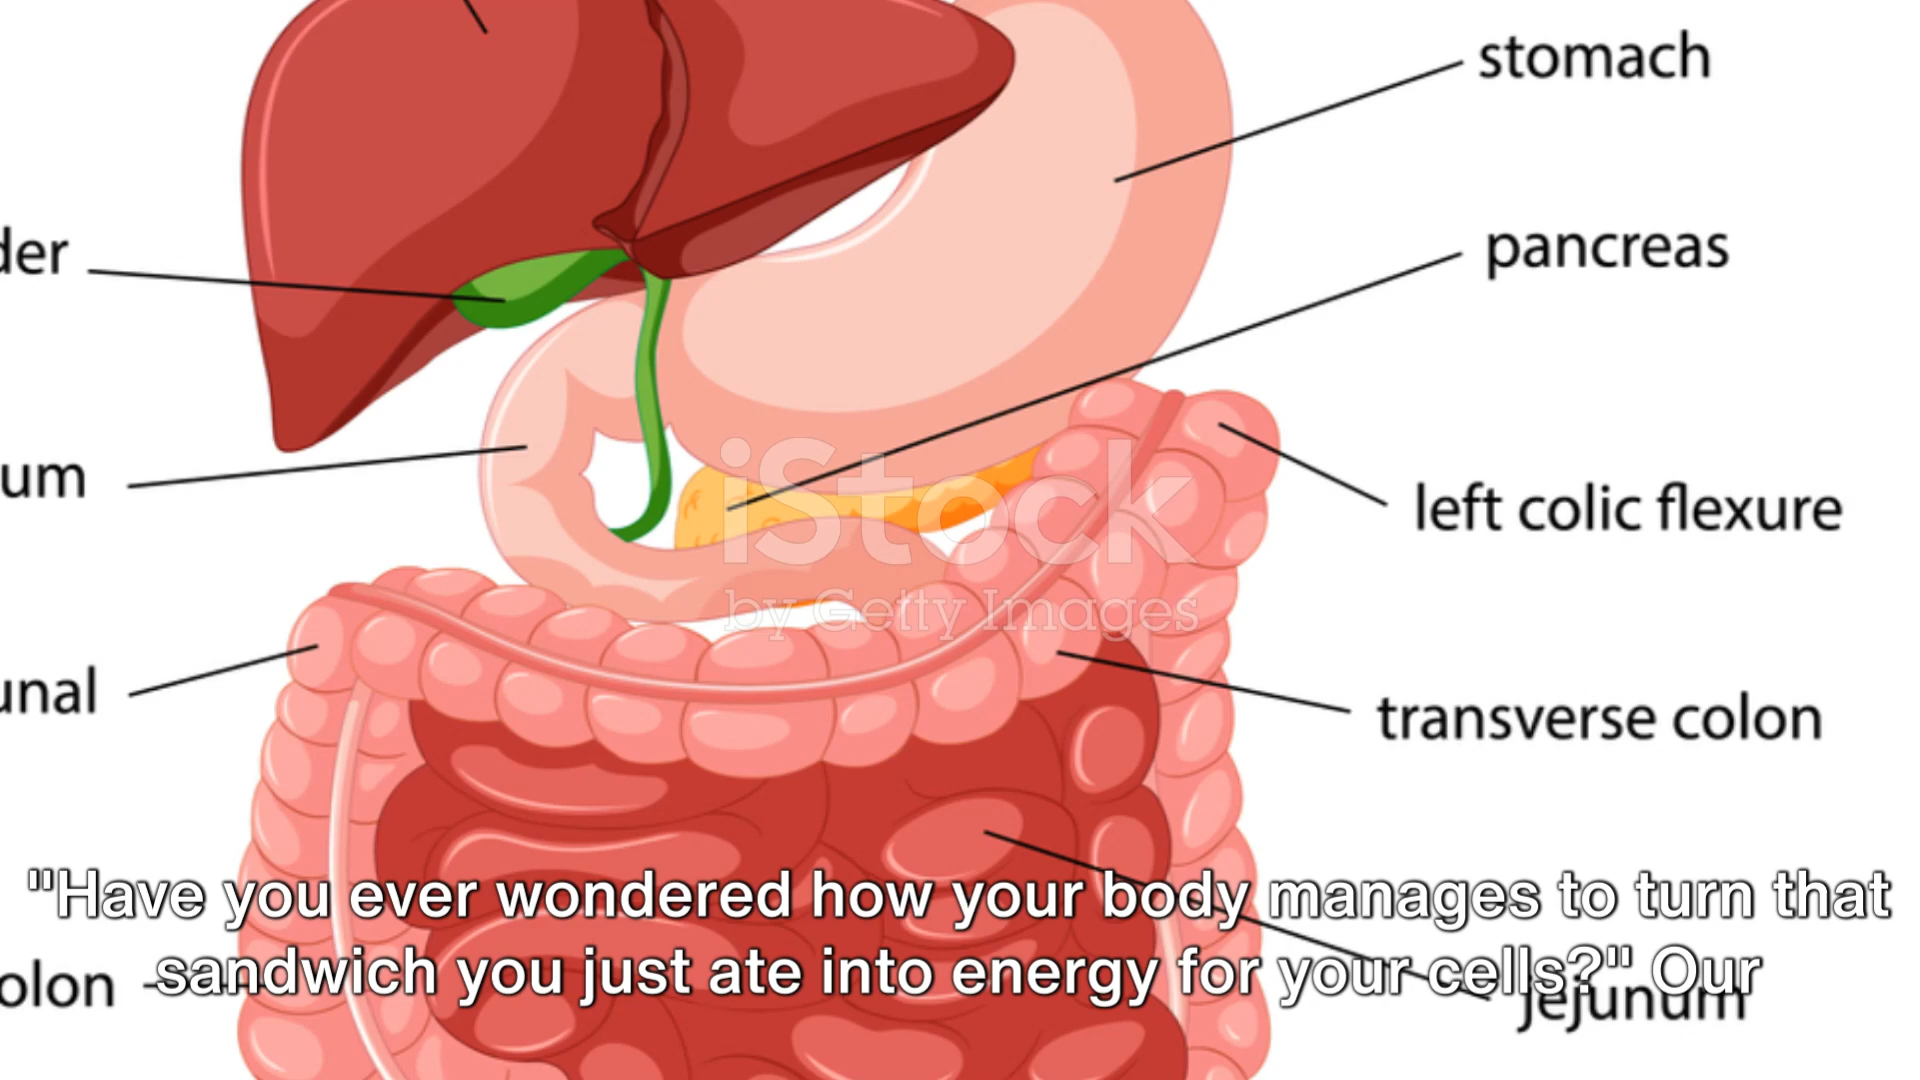 stomach
der
pancreas
um
left colic flexure
iStock
by Getty Images
unal
transverse colon
"Have you ever wondered how your body manages to turn that
sandwich you just ate into energy for your cells?" Our
olon
jejunum